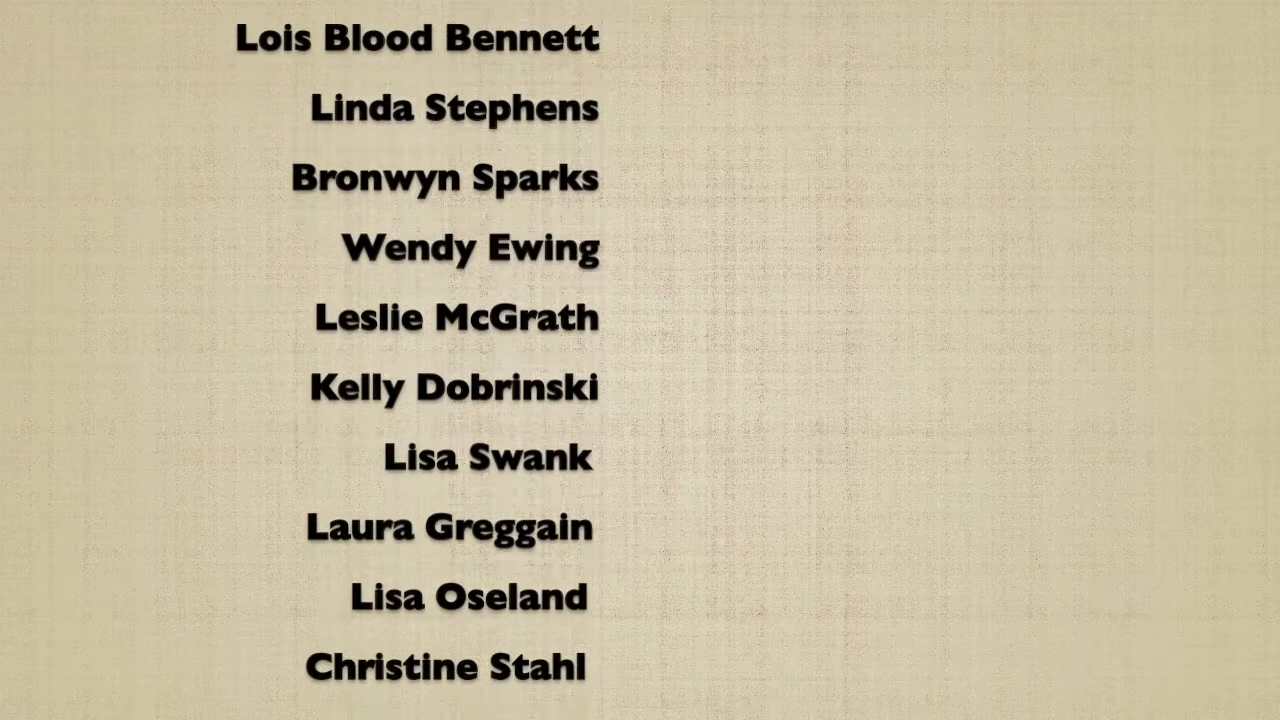 Lois Blood Bennett
Linda Stephens
Bronwyn Sparks
Wendy Ewing
Leslie McGrath
Kelly Dobrinski
Lisa Swank
Laura Greggain
Lisa Oseland
Christine Stahl